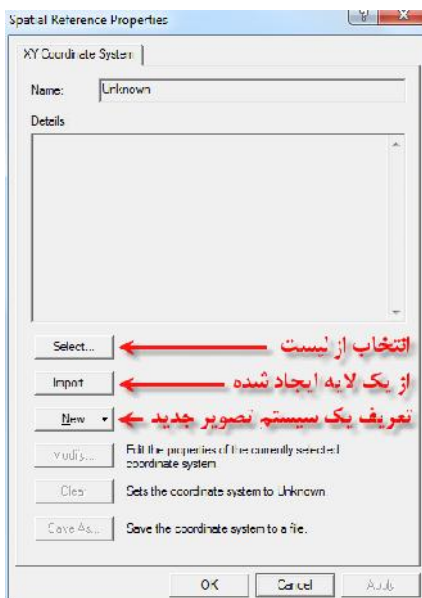 Spatial Reference Properties
XY Coordinate System
Name: Unknown
Details
Select... انتخاب از لیست
Import از یک لایه ایجاد شده
New تعریف یک سیستم تصویر جدید
Modify... Edit the properties of the currently selected
coordinate system
Clear Sets the coordinate system to Unknown
Save As... Save the coordinate system to a file.
OK Cancel Apply